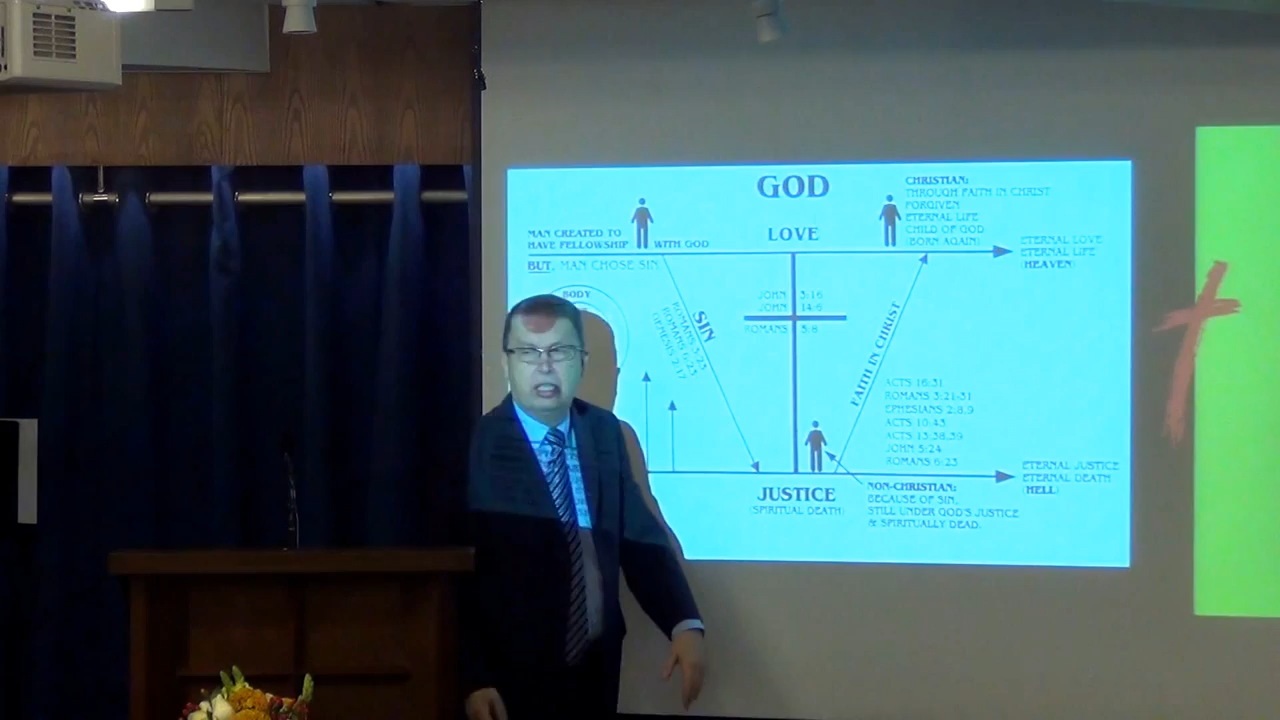 GOD
CHRISTIAN:
THROUGH FAITH IN CHRIST
FORGIVEN
ETERNAL LIFE
CHILD OF GOD
(BORN AGAIN)
MAN CREATED TO
HAVE FELLOWSHIP WITH GOD
LOVE
ETERNAL LOVE
ETERNAL LIFE
(HEAVEN)
BUT, MAN CHOSE SIN
BODY
SIN
ROMANS 3:23
ROMANS 6:23
GENESIS 2:17
JOHN 3:16
JOHN 14:6
ROMANS 5:8
FAITH IN CHRIST
ACTS 16:31
ROMANS 3:21-31
EPHESIANS 2:8,9
ACTS 10:43
ACTS 13:38,39
JOHN 5:24
ROMANS 6:23
JUSTICE
(SPIRITUAL DEATH)
NON-CHRISTIAN:
BECAUSE OF SIN,
STILL UNDER GOD'S JUSTICE
& SPIRITUALLY DEAD.
ETERNAL JUSTICE
ETERNAL DEATH
(HELL)